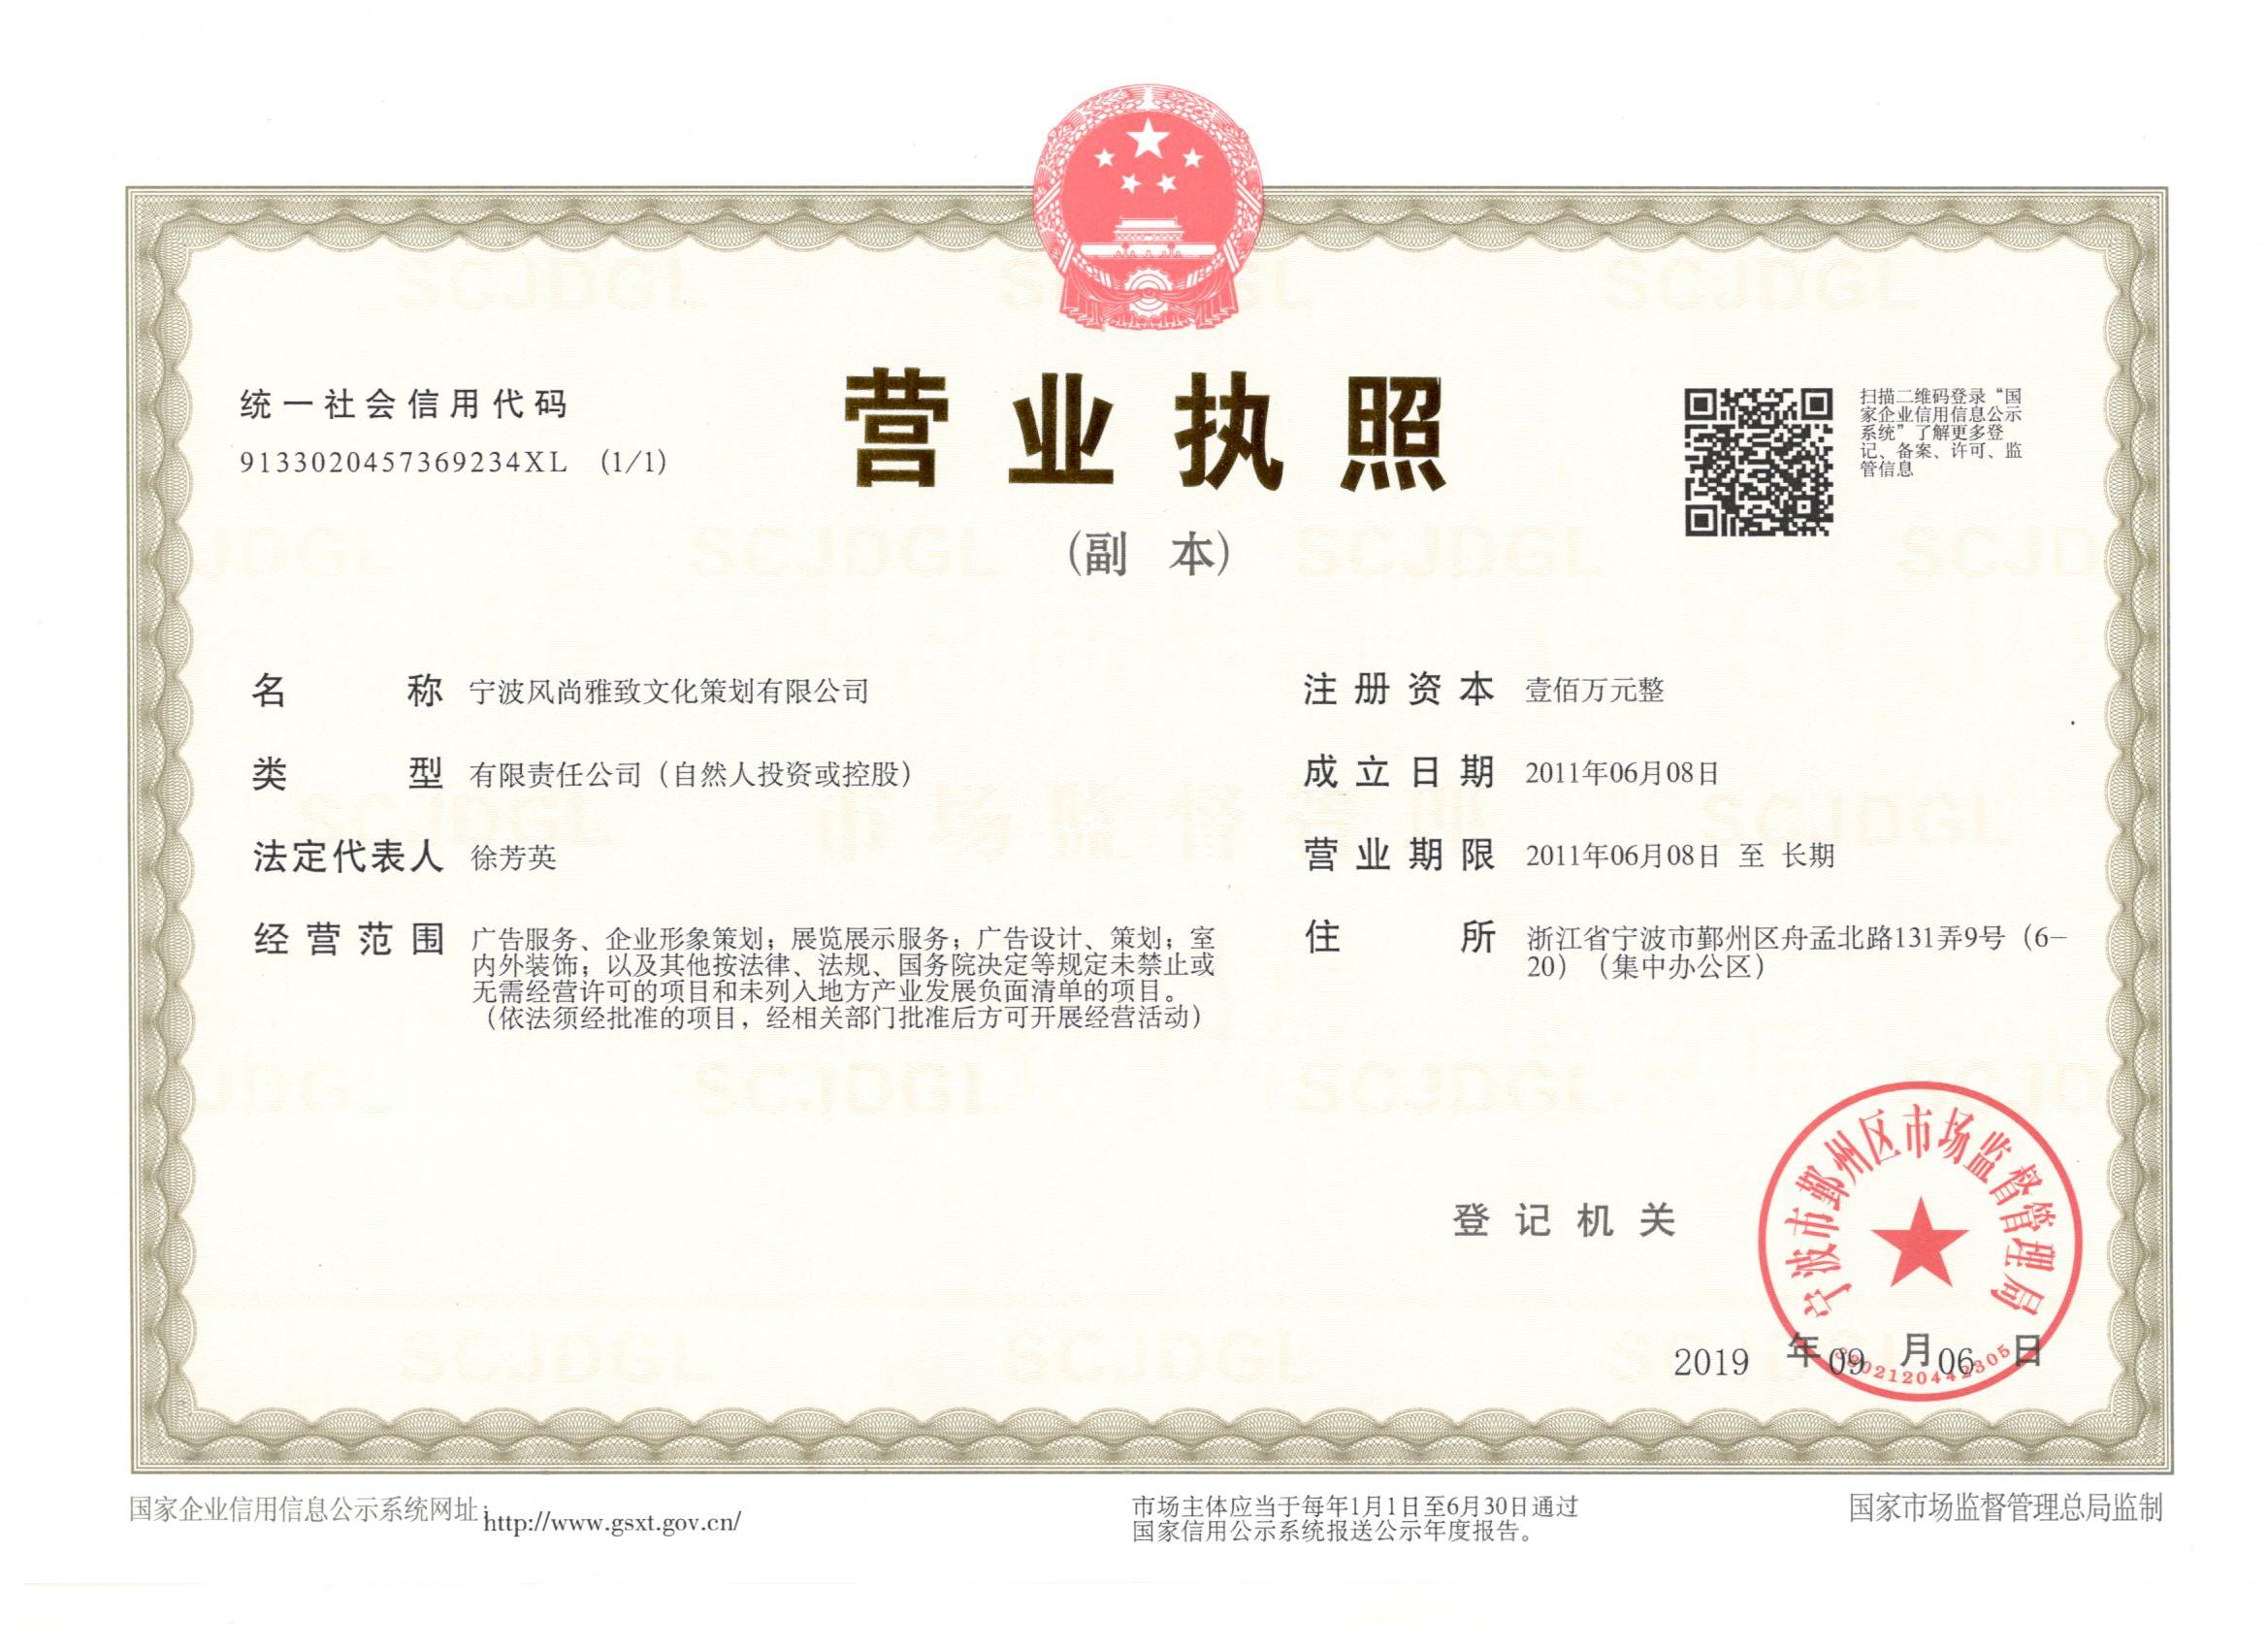 统一社会信用代码
9133020457369234XL (1/1)
营业执照
(副 本)
扫描二维码登录“国
家企业信用信息公示
系统”了解更多登
记、备案、许可、监
管信息
名 称 宁波风尚雅致文化策划有限公司
类 型 有限责任公司（自然人投资或控股）
法定代表人 徐芳英
经营范围 广告服务、企业形象策划；展览展示服务；广告设计、策划；室
内外装饰；以及其他按法律、法规、国务院决定等规定未禁止或
无需经营许可的项目和未列入地方产业发展负面清单的项目。
（依法须经批准的项目，经相关部门批准后方可开展经营活动）
注册资本 壹佰万元整
成立日期 2011年06月08日
营业期限 2011年06月08日 至 长期
住 所 浙江省宁波市鄞州区舟孟北路131弄9号（6-
20）（集中办公区）
登记机关
宁波市鄞州区市场监督管理局
2019 年 09 月 06 日
国家企业信用信息公示系统网址：http://www.gsxt.gov.cn/
市场主体应当于每年1月1日至6月30日通过
国家信用公示系统报送公示年度报告。
国家市场监督管理总局监制
SCJDGL
市场监督管理